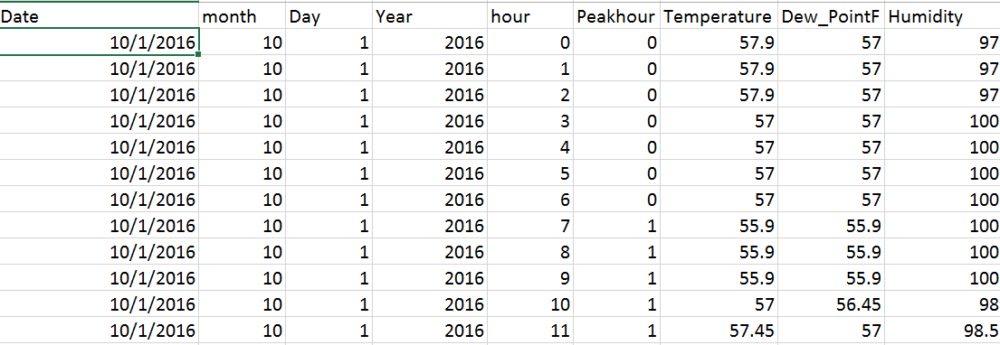 Date month Day Year hour Peakhour Temperature Dew_PointF Humidity
10/1/2016 10 1 2016 0 0 57.9 57 97
10/1/2016 10 1 2016 1 0 57.9 57 97
10/1/2016 10 1 2016 2 0 57.9 57 97
10/1/2016 10 1 2016 3 0 57 57 100
10/1/2016 10 1 2016 4 0 57 57 100
10/1/2016 10 1 2016 5 0 57 57 100
10/1/2016 10 1 2016 6 0 57 57 100
10/1/2016 10 1 2016 7 1 55.9 55.9 100
10/1/2016 10 1 2016 8 1 55.9 55.9 100
10/1/2016 10 1 2016 9 1 55.9 55.9 100
10/1/2016 10 1 2016 10 1 57 56.45 98
10/1/2016 10 1 2016 11 1 57.45 57 98.5